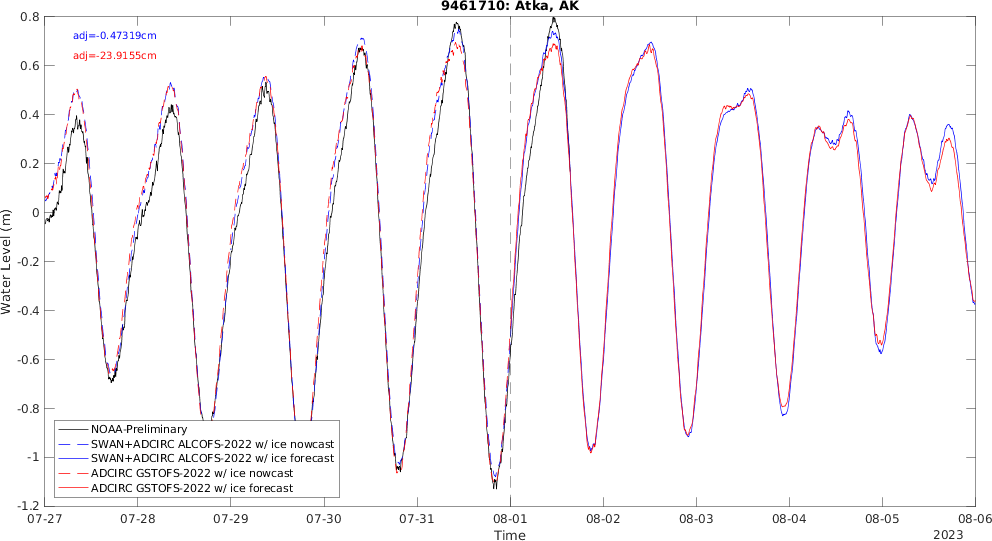 9461710: Atka, AK
adj=-0.47319cm
adj=-23.9155cm
0.8
0.6
0.4
0.2
0
-0.2
-0.4
-0.6
-0.8
-1
-1.2
Water Level (m)
NOAA-Preliminary
SWAN+ADCIRC ALCOFS-2022 w/ ice nowcast
SWAN+ADCIRC ALCOFS-2022 w/ ice forecast
ADCIRC GSTOFS-2022 w/ ice nowcast
ADCIRC GSTOFS-2022 w/ ice forecast
07-27 07-28 07-29 07-30 07-31 08-01 08-02 08-03 08-04 08-05 08-06
Time
2023